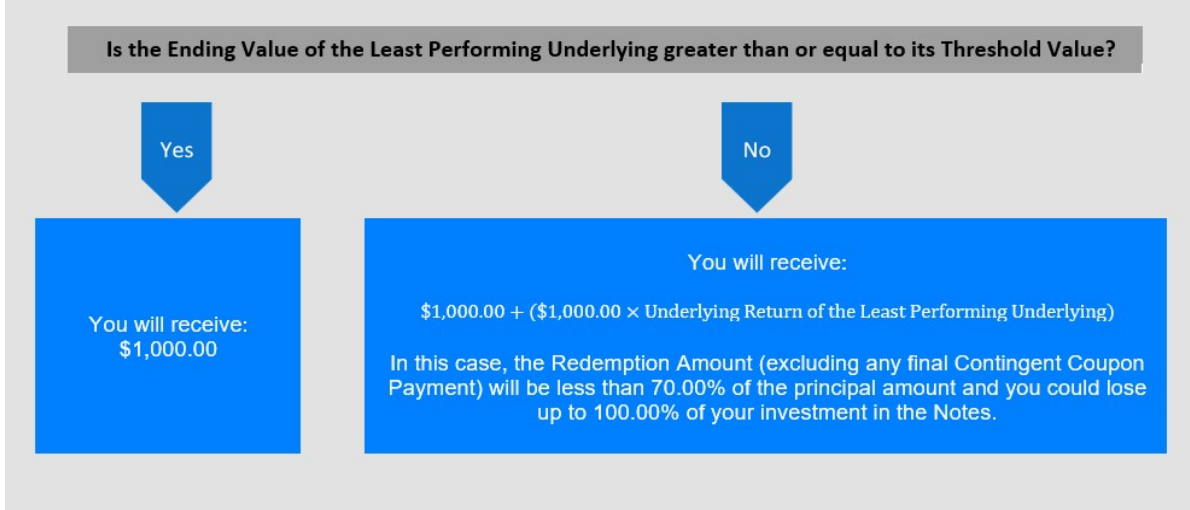 Is the Ending Value of the Least Performing Underlying greater than or equal to its Threshold Value?
Yes
No
You will receive:
$1,000.00
You will receive:
$1,000.00 + ($1,000.00 × Underlying Return of the Least Performing Underlying)
In this case, the Redemption Amount (excluding any final Contingent Coupon
Payment) will be less than 70.00% of the principal amount and you could lose
up to 100.00% of your investment in the Notes.